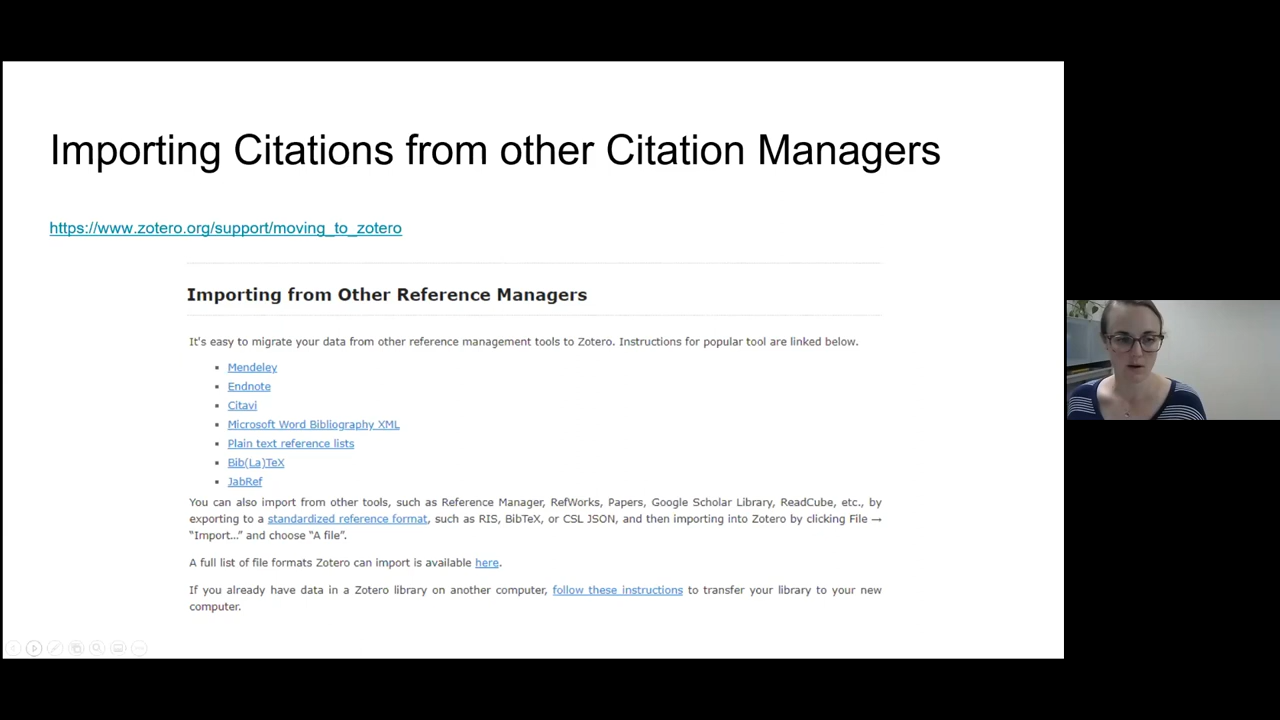 Importing Citations from other Citation Managers
https://www.zotero.org/support/moving_to_zotero
Importing from Other Reference Managers
It's easy to migrate your data from other reference management tools to Zotero. Instructions for popular tool are linked below.
Mendeley
Endnote
Citavi
Microsoft Word Bibliography XML
Plain text reference lists
Bib(La)TeX
JabRef
You can also import from other tools, such as Reference Manager, RefWorks, Papers, Google Scholar Library, ReadCube, etc., by
exporting to a standardized reference format, such as RIS, BibTeX, or CSL JSON, and then importing into Zotero by clicking File →
“Import…” and choose “A file”.
A full list of file formats Zotero can import is available here.
If you already have data in a Zotero library on another computer, follow these instructions to transfer your library to your new
computer.